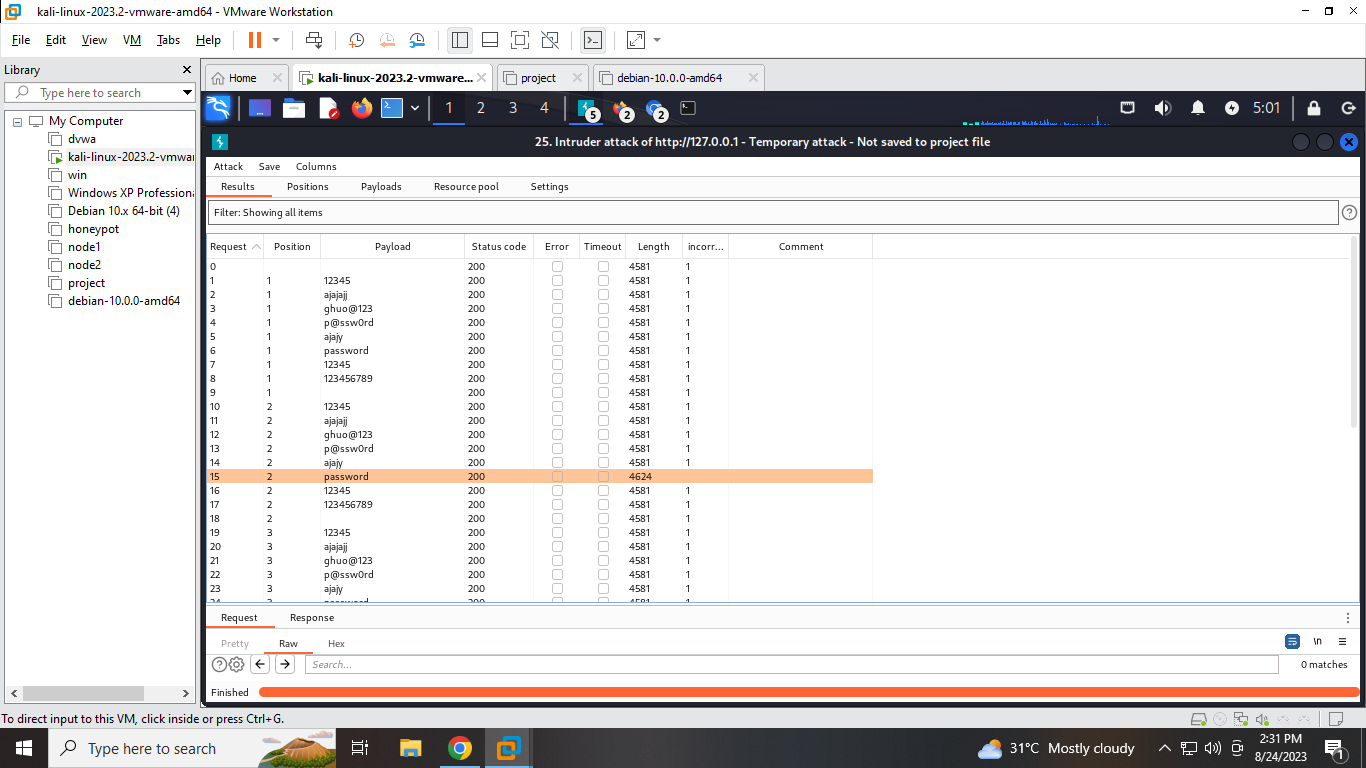 kali-linux-2023.2-vmware-amd64 - VMware Workstation
File Edit View VM Tabs Help
Library
Type here to search
My Computer
dvwa
kali-linux-2023.2-vmwar
win
Windows XP Professiona
Debian 10.x 64-bit (4)
honeypot
node1
node2
project
debian-10.0.0-amd64
Home kali-linux-2023.2-vmware... project debian-10.0.0-amd64
1 2 3 4 5 2 2 5:01
25. Intruder attack of http://127.0.0.1 - Temporary attack - Not saved to project file
Attack Save Columns
Results Positions Payloads Resource pool Settings
Filter: Showing all items
Request Position Payload Status code Error Timeout Length incorr... Comment
0 200 4581 1
1 1 12345 200 4581 1
2 1 ajajajj 200 4581 1
3 1 ghuo@123 200 4581 1
4 1 p@ssw0rd 200 4581 1
5 1 ajajy 200 4581 1
6 1 password 200 4581 1
7 1 12345 200 4581 1
8 1 123456789 200 4581 1
9 1 200 4581 1
10 2 12345 200 4581 1
11 2 ajajajj 200 4581 1
12 2 ghuo@123 200 4581 1
13 2 p@ssw0rd 200 4581 1
14 2 ajajy 200 4581 1
15 2 password 200 4624
16 2 12345 200 4581 1
17 2 123456789 200 4581 1
18 2 200 4581 1
19 3 12345 200 4581 1
20 3 ajajajj 200 4581 1
21 3 ghuo@123 200 4581 1
22 3 p@ssw0rd 200 4581 1
23 3 ajajy 200 4581 1
24 3 password 200 4581 1
Request Response
Pretty Raw Hex
\n
Search... 0 matches
Finished
To direct input to this VM, click inside or press Ctrl+G.
Type here to search
31°C Mostly cloudy
2:31 PM
8/24/2023
1